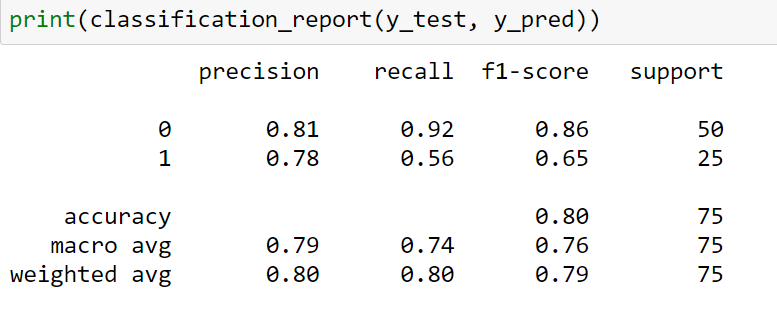 print(classification_report(y_test, y_pred))
precision recall f1-score support
0 0.81 0.92 0.86 50
1 0.78 0.56 0.65 25
accuracy 0.80 75
macro avg 0.79 0.74 0.76 75
weighted avg 0.80 0.80 0.79 75